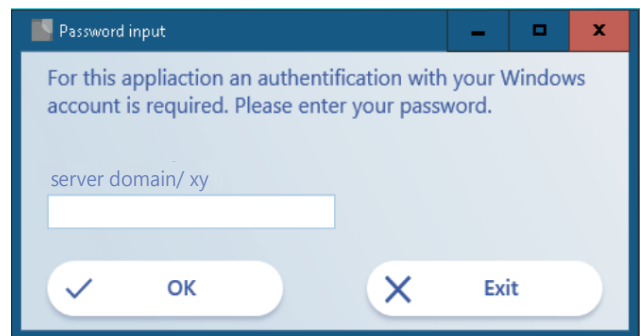 Password input
For this appliaction an authentification with your Windows
account is required. Please enter your password.
server domain/ xy
OK
Exit